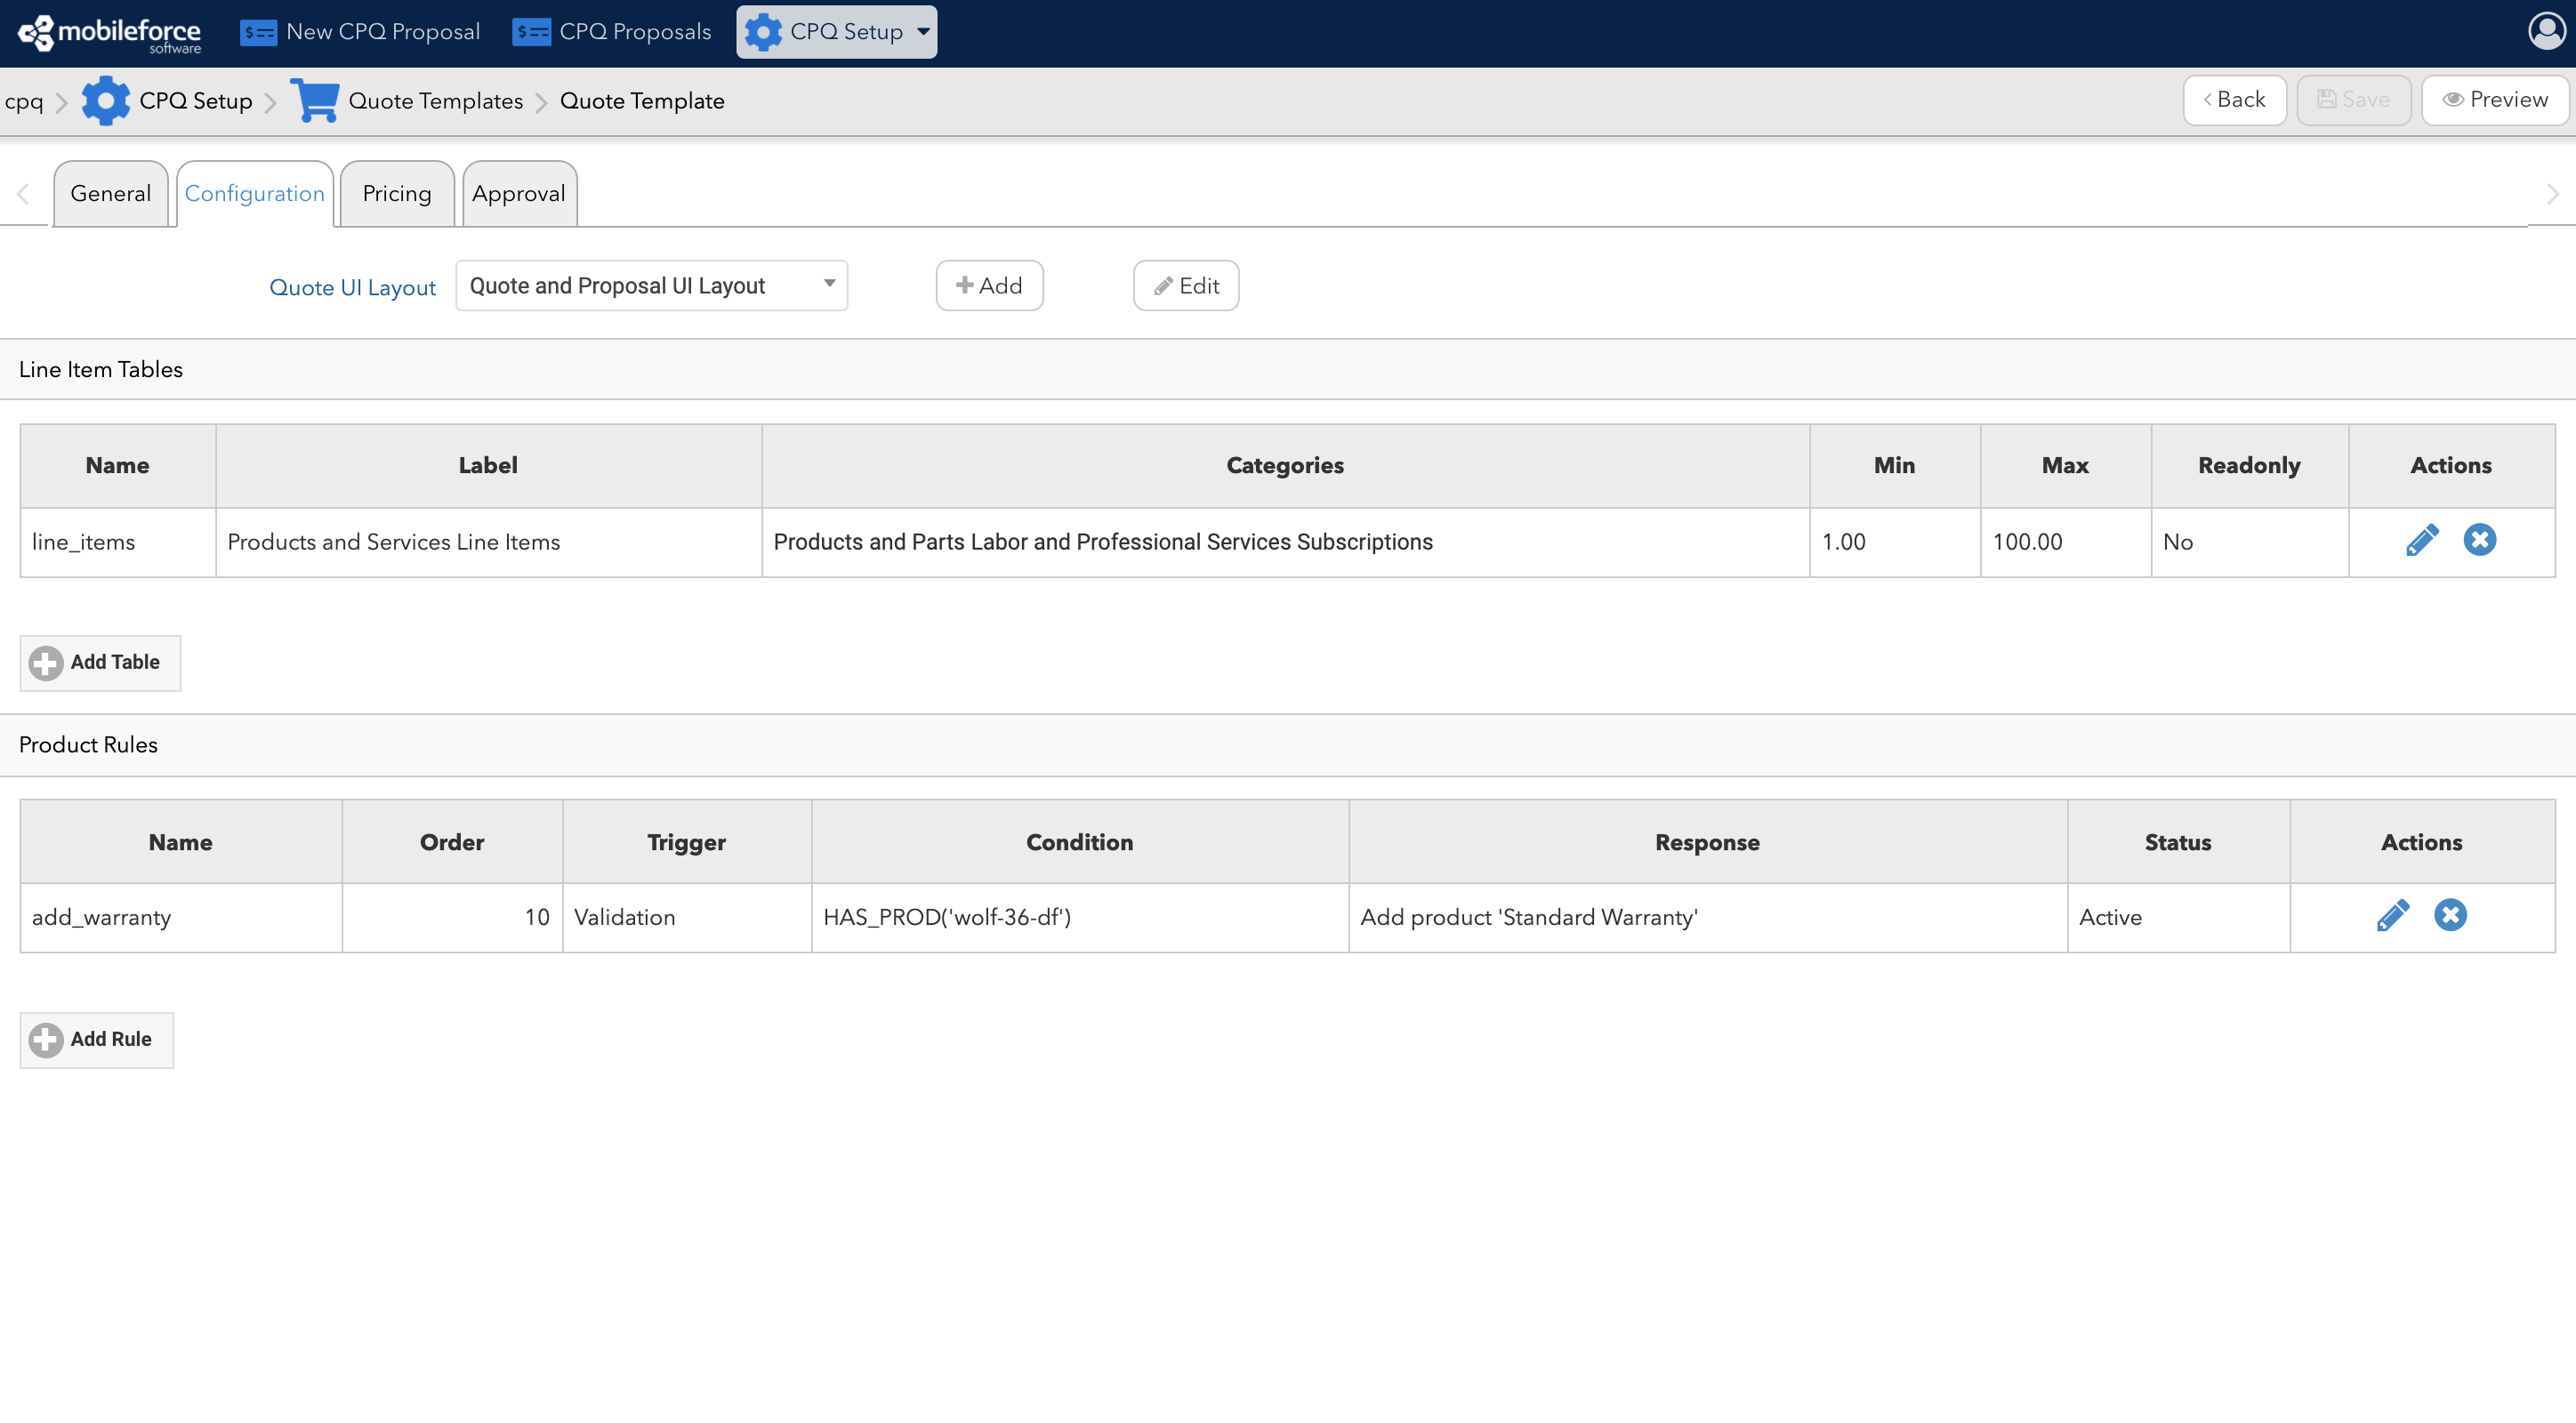 mobileforce software New CPQ Proposal CPQ Proposals CPQ Setup
cpq CPQ Setup Quote Templates Quote Template Back Save Preview
General Configuration Pricing Approval
Quote UI Layout Quote and Proposal UI Layout Add Edit
Line Item Tables
Name Label Categories Min Max Readonly Actions
line_items Products and Services Line Items Products and Parts Labor and Professional Services Subscriptions 1.00 100.00 No
Add Table
Product Rules
Name Order Trigger Condition Response Status Actions
add_warranty 10 Validation HAS_PROD('wolf-36-df') Add product 'Standard Warranty' Active
Add Rule